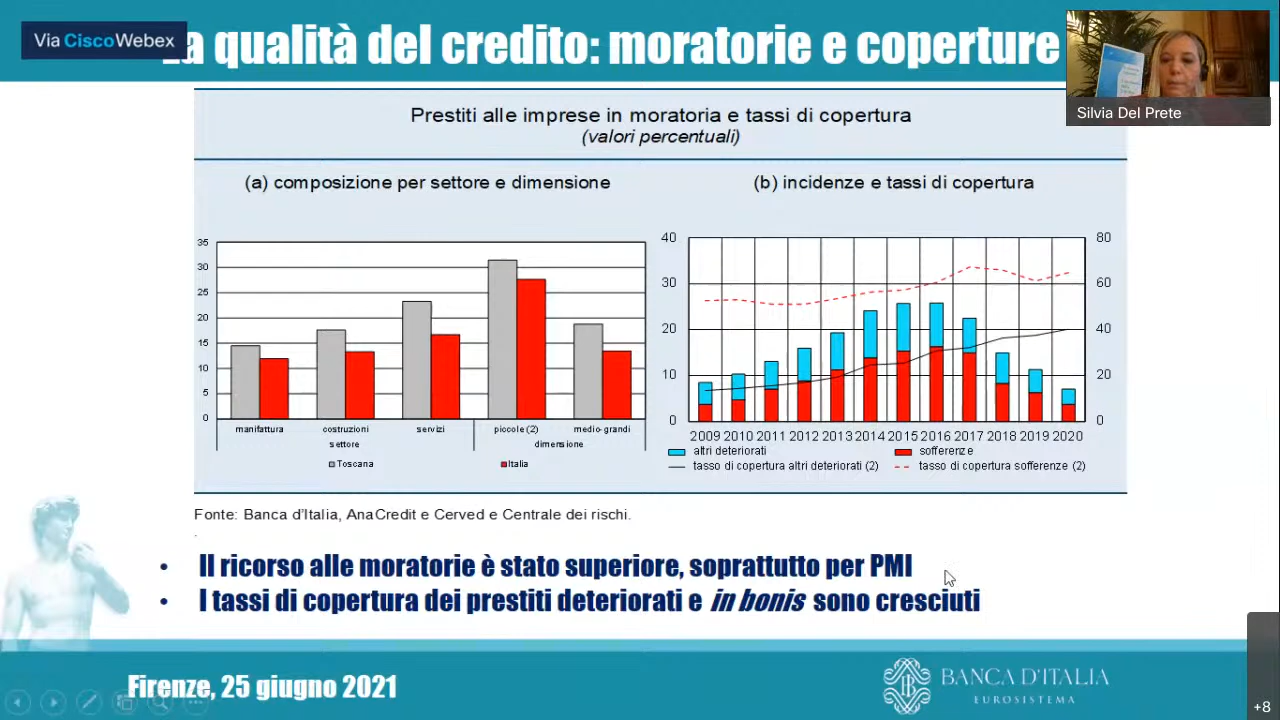 Via CiscoWebex
La qualità del credito: moratorie e coperture
Silvia Del Prete
Prestiti alle imprese in moratoria e tassi di copertura
(valori percentuali)
(a) composizione per settore e dimensione
35
30
25
20
15
10
5
0
manifattura costruzioni servizi piccole (2) medio-grandi
settore dimensione
Toscana Italia
(b) incidenze e tassi di copertura
40 80
30 60
20 40
10 20
0 0
2009 2010 2011 2012 2013 2014 2015 2016 2017 2018 2019 2020
altri deteriorati sofferenze
tasso di copertura altri deteriorati (2) tasso di copertura sofferenze (2)
Fonte: Banca d'Italia, AnaCredit e Cerved e Centrale dei rischi.
• Il ricorso alle moratorie è stato superiore, soprattutto per PMI
• I tassi di copertura dei prestiti deteriorati e in bonis sono cresciuti
Firenze, 25 giugno 2021
BANCA D'ITALIA
EUROSISTEMA
+8